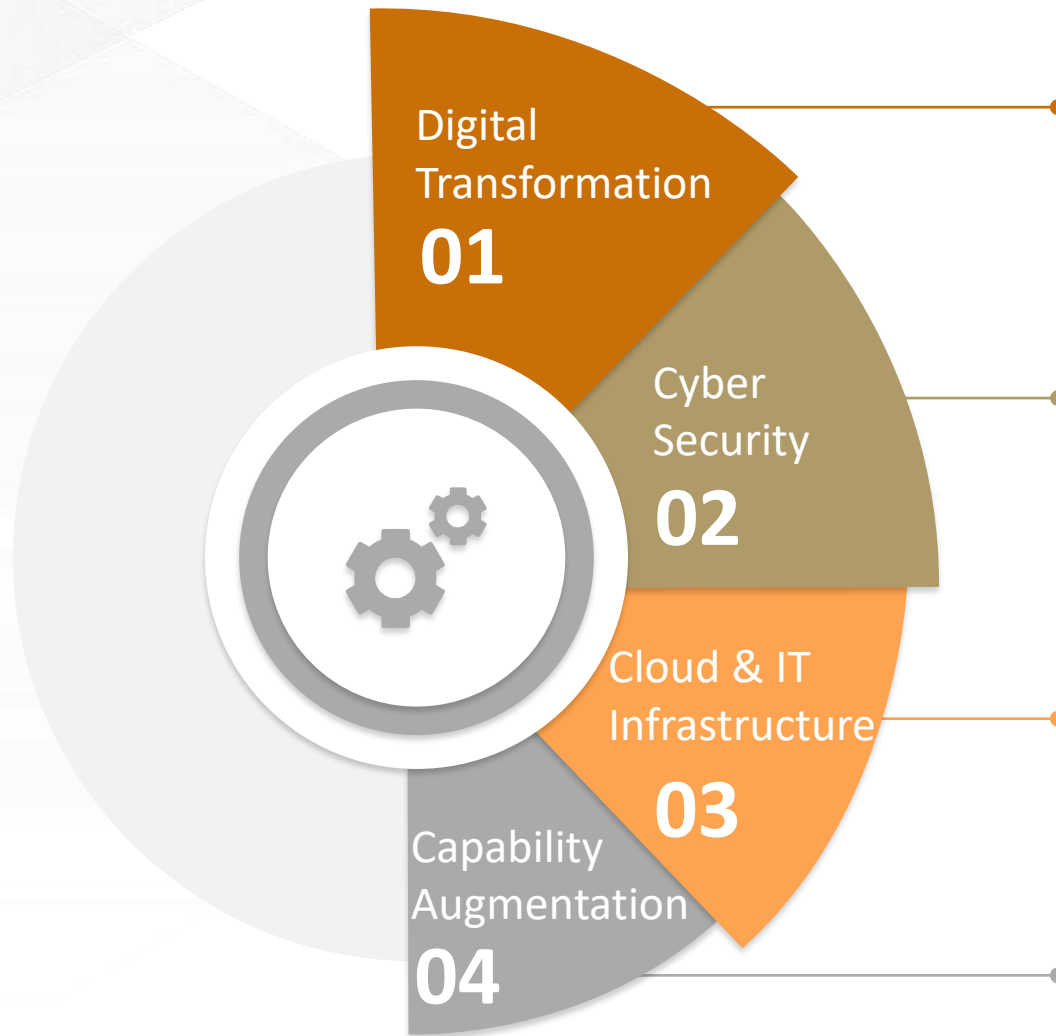 Digital
Transformation
01
Cyber
Security
02
Cloud & IT
Infrastructure
03
Capability
Augmentation
04